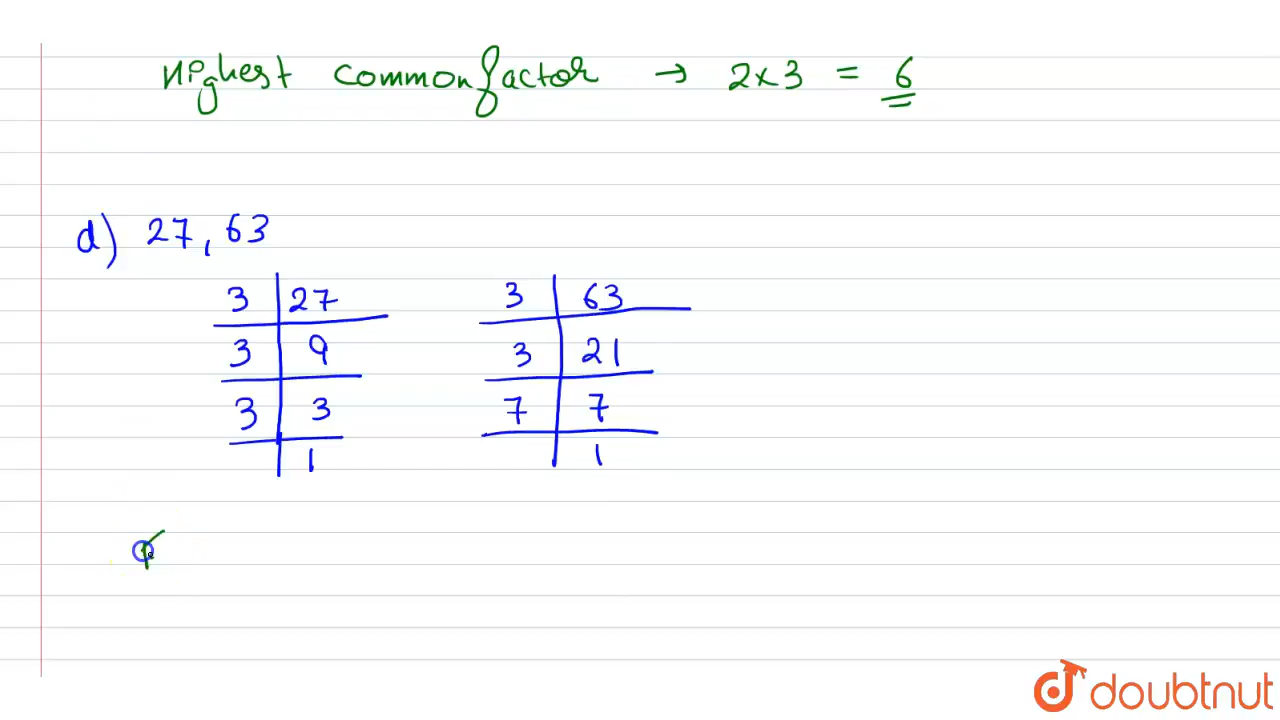 Highest common factor → 2×3 = 6
d) 27, 63
3 | 27 3 | 63
3 | 9 3 | 21
3 | 3 7 | 7
| 1 | 1
doubtnut